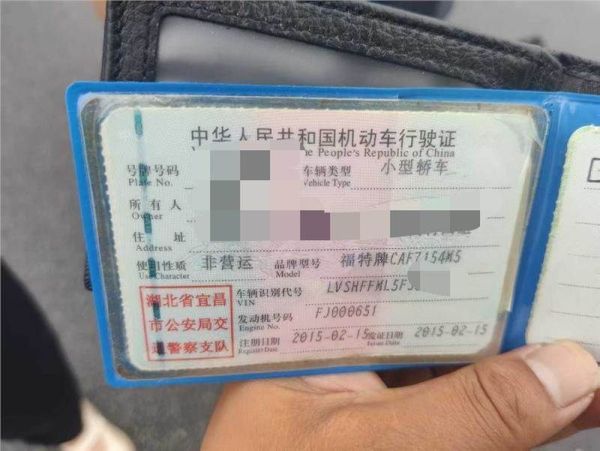 中华人民共和国机动车行驶证
the People's Republic of China
号牌号码 车辆类型 小型轿车
Plate No. Vehicle Type
所有人
Owner
住址
Address
使用性质 非营运 品牌型号 福特牌CAF7154M5
Use Character Model
湖北省宜昌市公安局交通警察支队
车辆识别代号 LVSHFFML5F
VIN
发动机号码 FJ000651
Engine No.
注册日期 2015-02-15 发证日期 2015-02-15
Register Date Issue Date